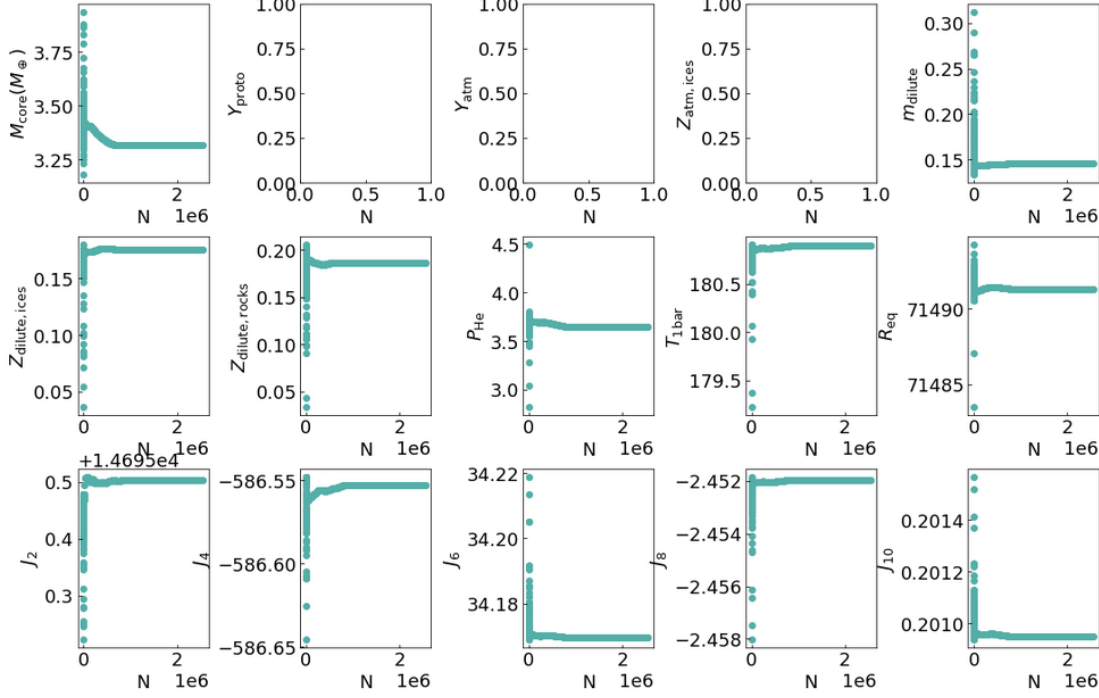 M_core(M_⊕)
3.75
3.50
3.25
0
2
N
1e6
Y_proto
1.00
0.75
0.50
0.25
0.00
0.0
0.5
1.0
N
Y_atm
1.00
0.75
0.50
0.25
0.00
0.0
0.5
1.0
N
Z_atm, ices
1.00
0.75
0.50
0.25
0.00
0.0
0.5
1.0
N
m_dilute
0.30
0.25
0.20
0.15
0
2
N
1e6
Z_dilute, ices
0.15
0.10
0.05
0
2
N
1e6
Z_dilute, rocks
0.20
0.15
0.10
0.05
0
2
N
1e6
P_He
4.5
4.0
3.5
3.0
0
2
N
1e6
T_1 bar
180.5
180.0
179.5
0
2
N
1e6
R_eq
71490
71485
0
2
N
1e6
J_2
+1.4695e4
0.5
0.4
0.3
0
2
N
1e6
J_4
−586.55
−586.60
−586.65
0
2
N
1e6
J_6
34.22
34.20
34.18
0
2
N
1e6
J_8
−2.452
−2.454
−2.456
−2.458
0
2
N
1e6
J_10
0.2014
0.2012
0.2010
0
2
N
1e6